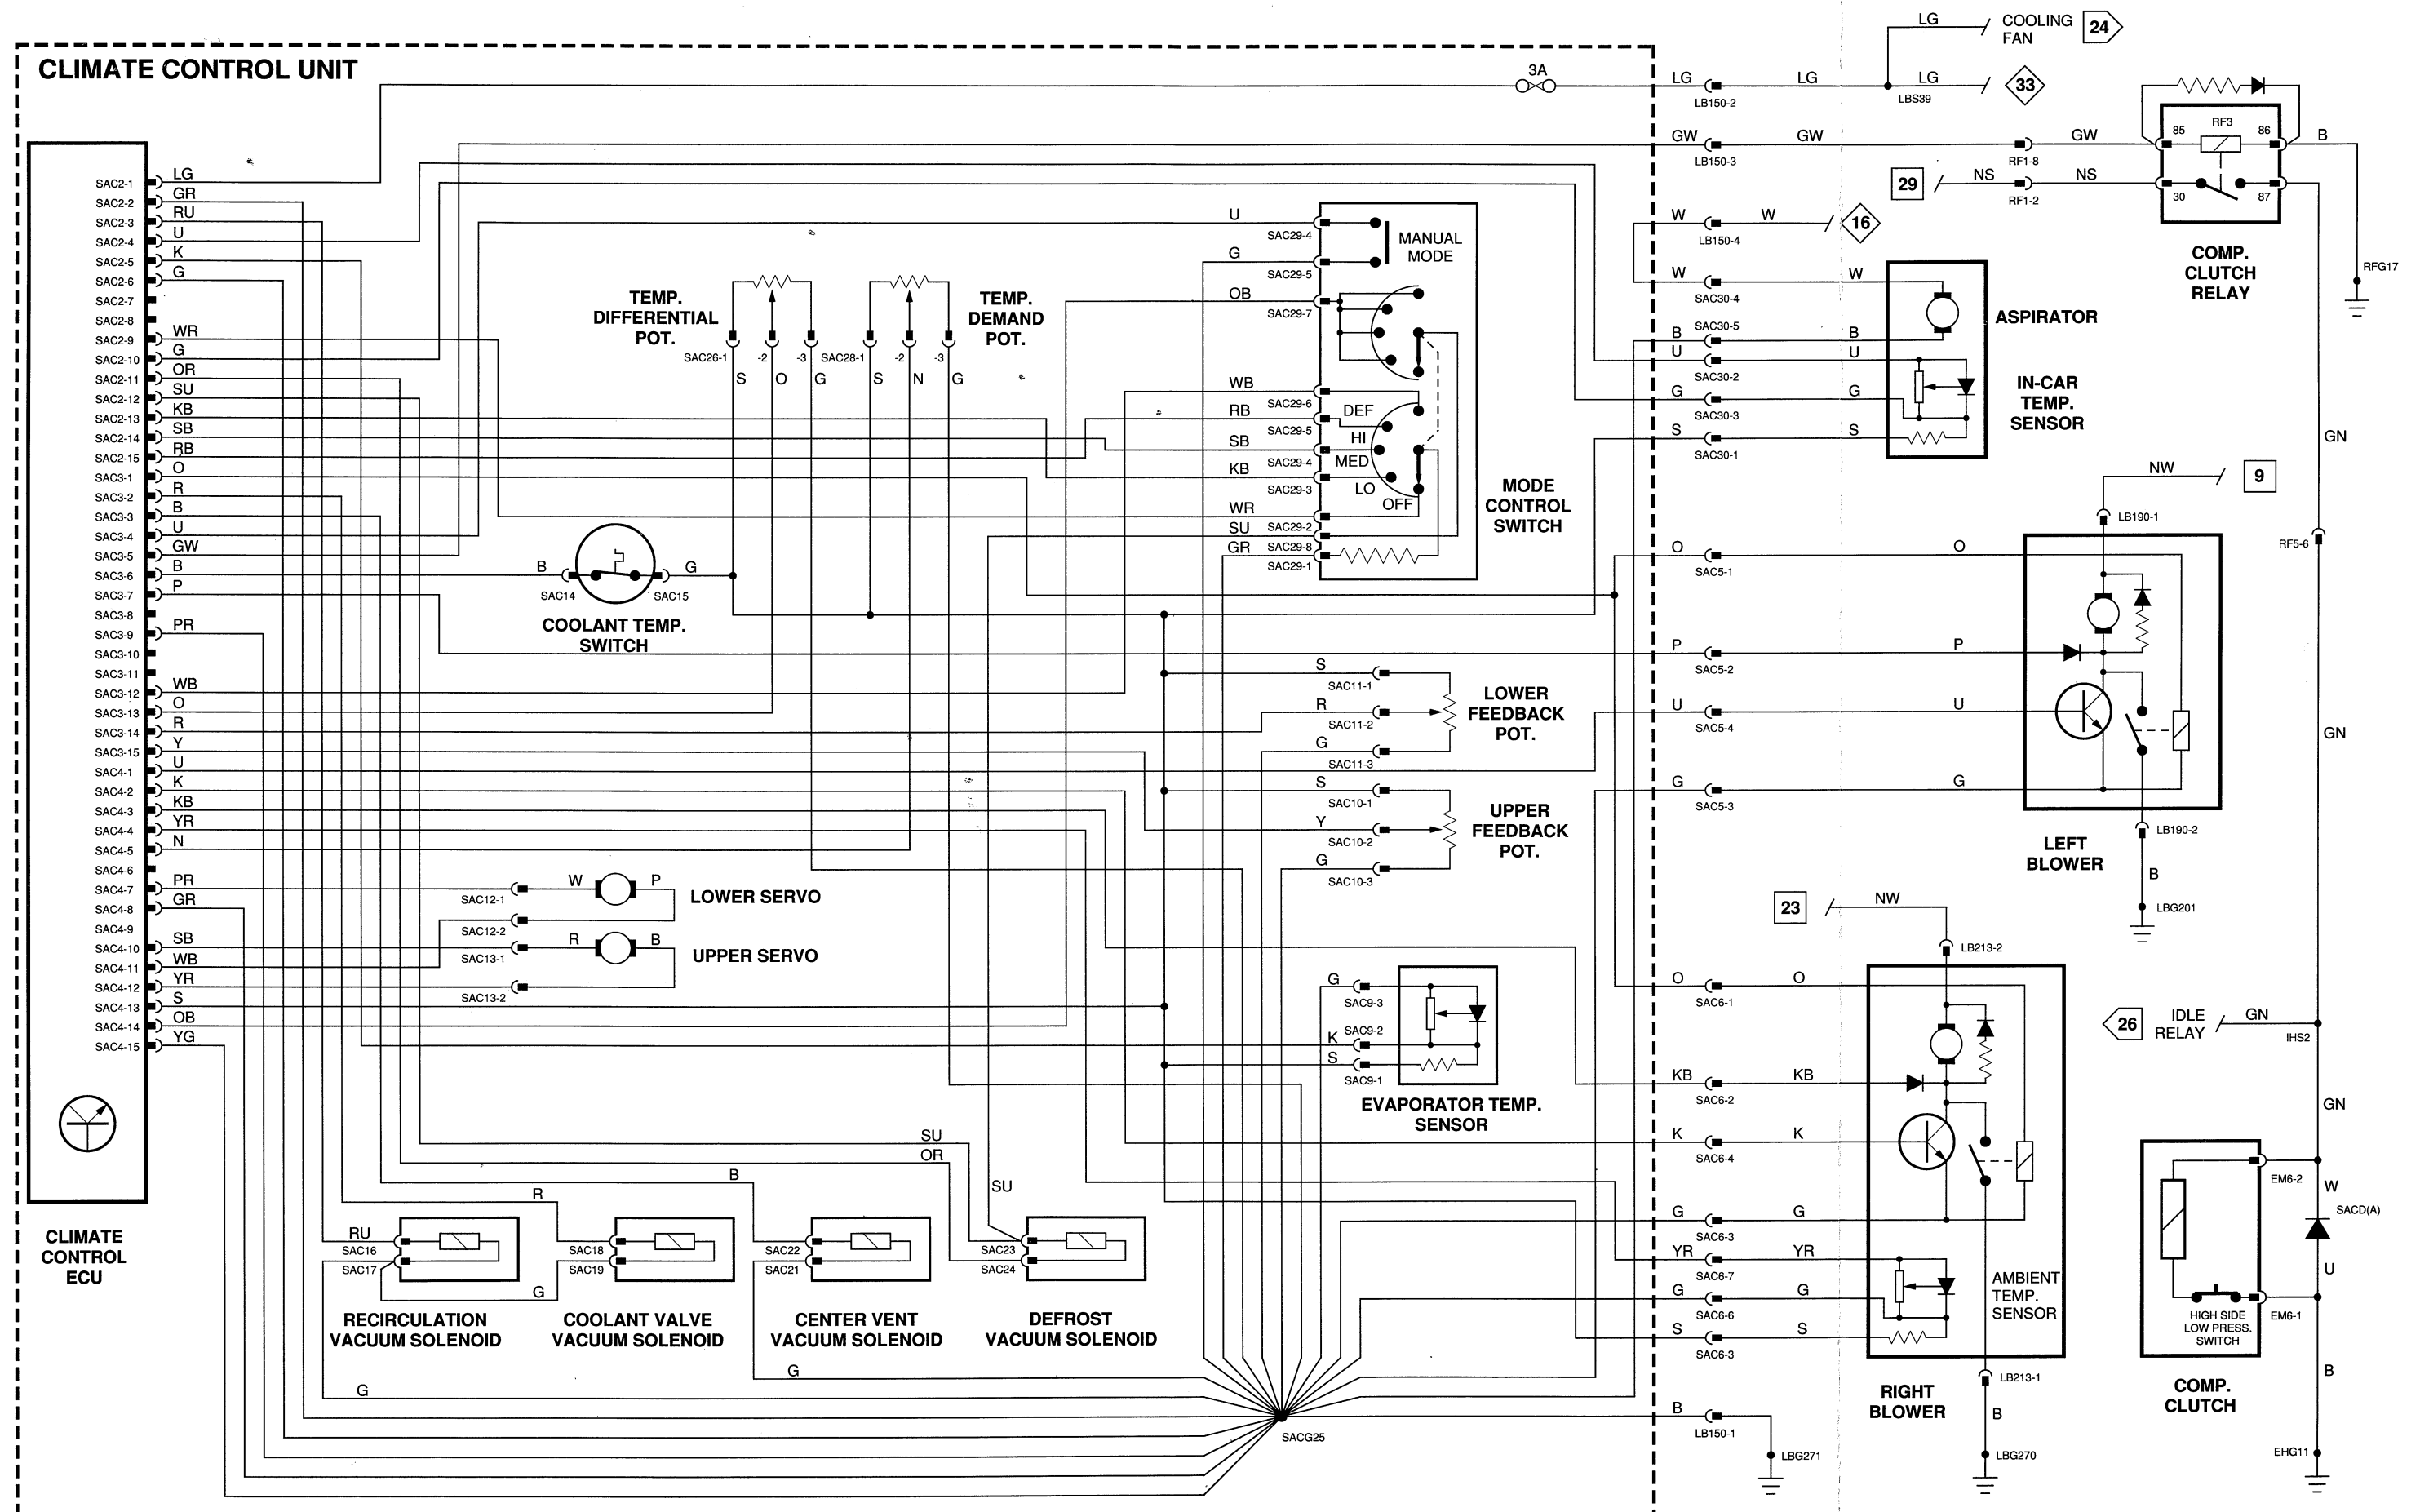 CLIMATE CONTROL UNIT
3A
LG
LB150-2
LG
LG
COOLING
FAN
24
LG
LBS39
33
GW
LB150-3
GW
RF1-8
GW
85
RF3
86
B
29
NS
RF1-2
NS
30
87
COMP.
CLUTCH
RELAY
RFG17
W
LB150-4
W
16
W
SAC30-4
W
ASPIRATOR
SAC30-5
B
B
U
SAC30-2
U
G
SAC30-3
G
S
SAC30-1
S
IN-CAR
TEMP.
SENSOR
GN
SAC2-1 LG
SAC2-2 GR
SAC2-3 RU
SAC2-4 U
SAC2-5 K
SAC2-6 G
SAC2-7
SAC2-8
SAC2-9 WR
SAC2-10 G
SAC2-11 OR
SAC2-12 SU
SAC2-13 KB
SAC2-14 SB
SAC2-15 RB
SAC3-1 O
SAC3-2 R
SAC3-3 B
SAC3-4 U
SAC3-5 GW
SAC3-6 B
SAC3-7 P
SAC3-8
SAC3-9 PR
SAC3-10
SAC3-11
SAC3-12 WB
SAC3-13 O
SAC3-14 R
SAC3-15 Y
SAC4-1 U
SAC4-2 K
SAC4-3 KB
SAC4-4 YR
SAC4-5 N
SAC4-6
SAC4-7 PR
SAC4-8 GR
SAC4-9
SAC4-10 SB
SAC4-11 WB
SAC4-12 YR
SAC4-13 S
SAC4-14 OB
SAC4-15 YG
CLIMATE
CONTROL
ECU
TEMP.
DIFFERENTIAL
POT.
SAC26-1 -2 -3
S O G
TEMP.
DEMAND
POT.
SAC28-1 -2 -3
S N G
U
SAC29-4
MANUAL
MODE
G
SAC29-5
OB
SAC29-7
WB
SAC29-6
RB
SAC29-5
DEF
SB
SAC29-4
HI
MED
KB
SAC29-3
LO
OFF
WR
SAC29-2
SU
SAC29-8
GR
SAC29-1
MODE
CONTROL
SWITCH
B
SAC14
G
SAC15
COOLANT TEMP.
SWITCH
NW
9
LB190-1
RF5-6
O
SAC5-1
O
P
SAC5-2
P
U
SAC5-4
U
G
SAC5-3
G
GN
LEFT
BLOWER
LB190-2
B
LBG201
S
SAC11-1
R
SAC11-2
G
SAC11-3
LOWER
FEEDBACK
POT.
S
SAC10-1
Y
SAC10-2
G
SAC10-3
UPPER
FEEDBACK
POT.
SAC12-1
W
P
LOWER SERVO
SAC12-2
SAC13-1
R
B
UPPER SERVO
SAC13-2
G
SAC9-3
SAC9-2
K
S
SAC9-1
EVAPORATOR TEMP.
SENSOR
23
NW
LB213-2
O
SAC6-1
O
KB
SAC6-2
KB
K
SAC6-4
K
G
SAC6-3
G
YR
SAC6-7
YR
G
SAC6-6
G
S
SAC6-3
S
AMBIENT
TEMP.
SENSOR
RIGHT
BLOWER
LB213-1
B
LBG270
26
IDLE
RELAY
GN
IHS2
GN
EM6-2
W
SACD(A)
U
EM6-1
HIGH SIDE
LOW PRESS.
SWITCH
COMP.
CLUTCH
B
EHG11
SU
OR
B
R
SU
RU
SAC16
SAC17
RECIRCULATION
VACUUM SOLENOID
SAC18
SAC19
G
COOLANT VALVE
VACUUM SOLENOID
SAC22
SAC21
CENTER VENT
VACUUM SOLENOID
SAC23
SAC24
DEFROST
VACUUM SOLENOID
G
G
SACG25
B
LB150-1
LBG271